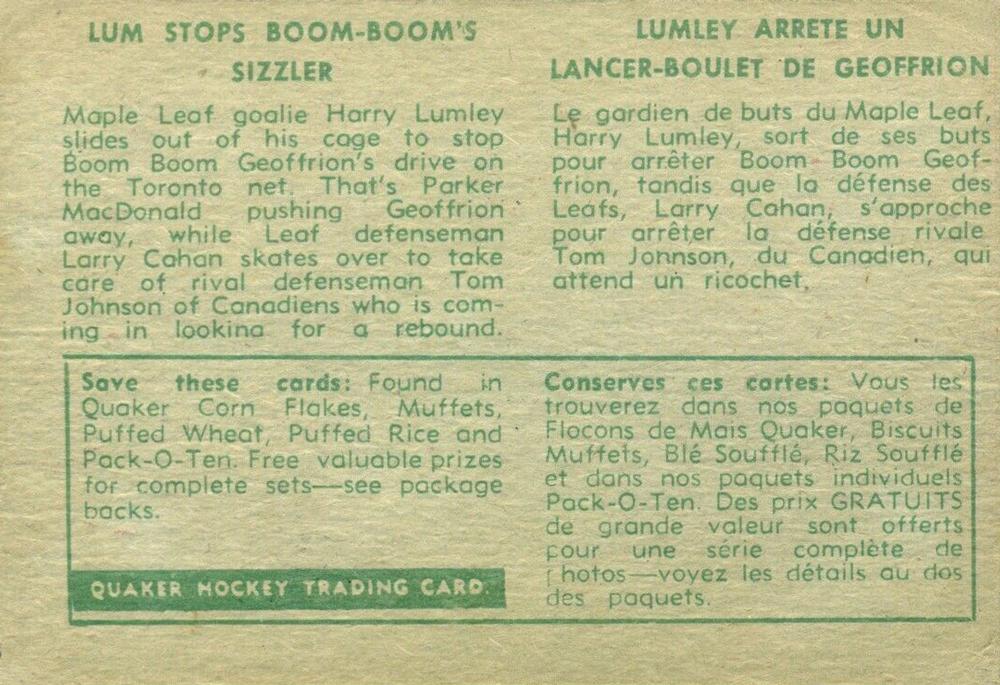 LUM STOPS BOOM-BOOM'S
SIZZLER
Maple Leaf goalie Harry Lumley
slides out of his cage to stop
Boom Boom Geoffrion's drive on
the Toronto net. That's Parker
MacDonald pushing Geoffrion
away, while Leaf defenseman
Larry Cahan skates over to take
care of rival defenseman Tom
Johnson of Canadiens who is com-
ing in looking for a rebound.
LUMLEY ARRETE UN
LANCER-BOULET DE GEOFFRION
Le gardien de buts du Maple Leaf,
Harry Lumley, sort de ses buts
pour arrêter Boom Boom Geof-
frion, tandis que la défense des
Leafs, Larry Cahan, s'approche
pour arrêter la défense rivale
Tom Johnson, du Canadien, qui
attend un ricochet.
Save these cards: Found in
Quaker Corn Flakes, Muffets,
Puffed Wheat, Puffed Rice and
Pack-O-Ten. Free valuable prizes
for complete sets—see package
backs.
QUAKER HOCKEY TRADING CARD.
Conserves ces cartes: Vous les
trouverez dans nos paquets de
Flocons de Mais Quaker, Biscuits
Muffets, Blé Soufflé, Riz Soufflé
et dans nos paquets individuels
Pack-O-Ten. Des prix GRATUITS
de grande valeur sont offerts
pour une série complète de
photos—voyez les détails au dos
des paquets.